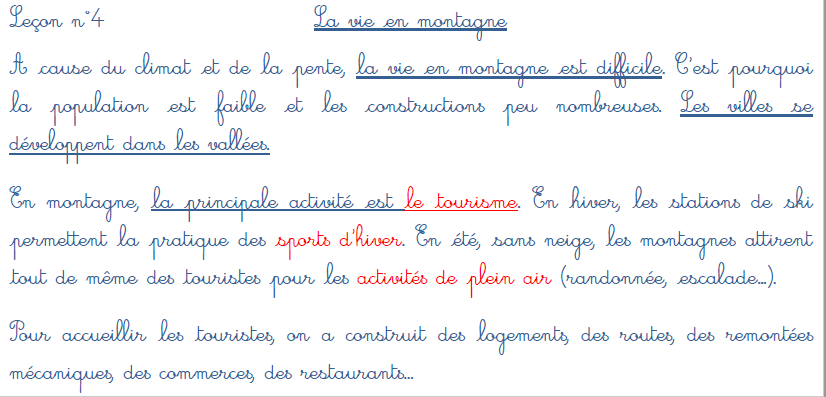 Leçon n°4 La vie en montagne
A cause du climat et de la pente, la vie en montagne est difficile. C'est pourquoi
la population est faible et les constructions peu nombreuses. Les villes se
développent dans les vallées.
En montagne, la principale activité est le tourisme. En hiver, les stations de ski
permettent la pratique des sports d'hiver. En été, sans neige, les montagnes attirent
tout de même des touristes pour les activités de plein air (randonnée, escalade...).
Pour accueillir les touristes, on a construit des logements, des routes, des remontées
mécaniques, des commerces, des restaurants...